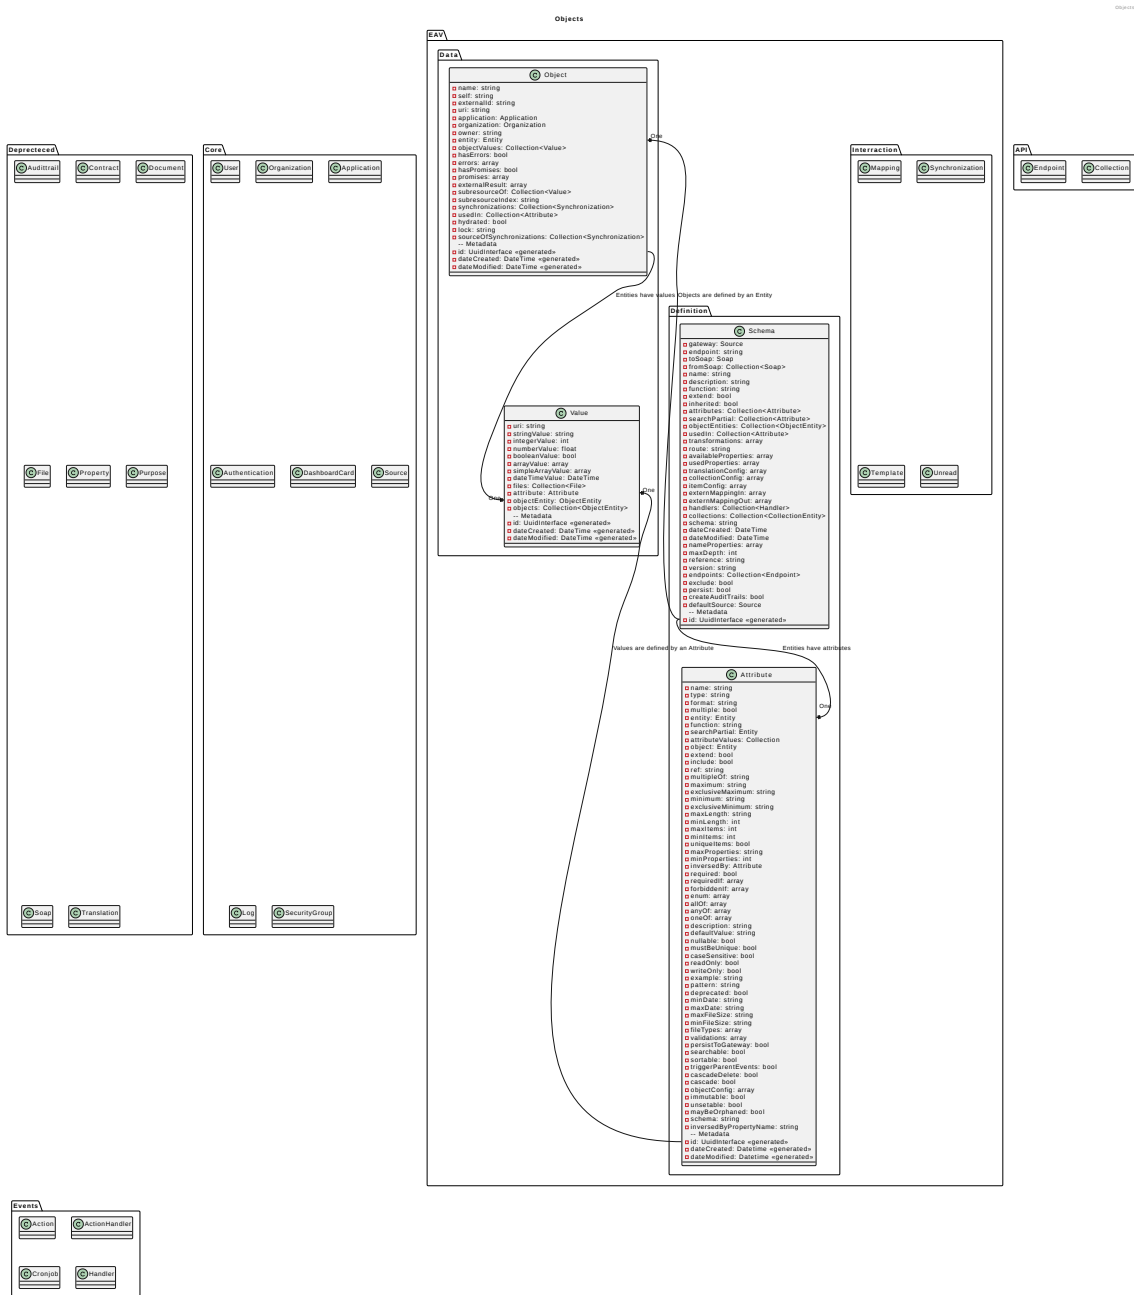 Objects
Objects
EAV
Data
Object
name: string
self: string
externalId: string
uri: string
application: Application
organization: Organization
owner: string
entity: Entity
objectValues: Collection<Value>
hasErrors: bool
errors: array
hasPromises: bool
promises: array
externalResult: array
subresourceOf: Collection<Value>
subresourceIndex: string
synchronizations: Collection<Synchronization>
usedIn: Collection<Attribute>
hydrated: bool
lock: string
sourceOfSynchronizations: Collection<Synchronization>
-- Metadata
id: UuidInterface «generated»
dateCreated: DateTime «generated»
dateModified: DateTime «generated»
One
Entities have values
Objects are defined by an Entity
Value
uri: string
stringValue: string
integerValue: int
numberValue: float
booleanValue: bool
arrayValue: array
simpleArrayValue: array
dateTimeValue: DateTime
files: Collection<File>
attribute: Attribute
objectEntity: ObjectEntity
objects: Collection<ObjectEntity>
-- Metadata
id: UuidInterface «generated»
dateCreated: DateTime «generated»
dateModified: DateTime «generated»
One
One
Definition
Schema
gateway: Source
endpoint: string
toSoap: Soap
fromSoap: Collection<Soap>
name: string
description: string
function: string
extend: bool
inherited: bool
attributes: Collection<Attribute>
searchPartial: Collection<Attribute>
objectEntities: Collection<ObjectEntity>
usedIn: Collection<Attribute>
transformations: array
route: string
availableProperties: array
usedProperties: array
translationConfig: array
collectionConfig: array
itemConfig: array
externMappingIn: array
externMappingOut: array
handlers: Collection<Handler>
collections: Collection<CollectionEntity>
schema: string
dateCreated: DateTime
dateModified: DateTime
nameProperties: array
maxDepth: int
reference: string
version: string
endpoints: Collection<Endpoint>
exclude: bool
persist: bool
createAuditTrails: bool
defaultSource: Source
-- Metadata
id: UuidInterface «generated»
Values are defined by an Attribute
Entities have attributes
One
Attribute
name: string
type: string
format: string
multiple: bool
entity: Entity
function: string
searchPartial: Entity
attributeValues: Collection
object: Entity
extend: bool
include: bool
ref: string
multipleOf: string
maximum: string
exclusiveMaximum: string
minimum: string
exclusiveMinimum: string
maxLength: string
minLength: int
maxItems: int
minItems: int
uniqueItems: bool
maxProperties: string
minProperties: int
inversedBy: Attribute
required: bool
requiredIf: array
forbiddenIf: array
enum: array
allOf: array
anyOf: array
oneOf: array
description: string
defaultValue: string
nullable: bool
mustBeUnique: bool
caseSensitive: bool
readOnly: bool
writeOnly: bool
example: string
pattern: string
deprecated: bool
minDate: string
maxDate: string
maxFileSize: string
minFileSize: string
fileTypes: array
validations: array
persistToGateway: bool
searchable: bool
sortable: bool
triggerParentEvents: bool
cascadeDelete: bool
cascade: bool
objectConfig: array
immutable: bool
unsetable: bool
mayBeOrphaned: bool
schema: string
inversedByPropertyName: string
-- Metadata
id: UuidInterface «generated»
dateCreated: Datetime «generated»
dateModified: Datetime «generated»
Deprecteced
Audittrail
Contract
Document
File
Property
Purpose
Soap
Translation
Core
User
Organization
Application
Authentication
DashboardCard
Source
Log
SecurityGroup
Interraction
Mapping
Synchronization
Template
Unread
API
Endpoint
Collection
Events
Action
ActionHandler
Cronjob
Handler